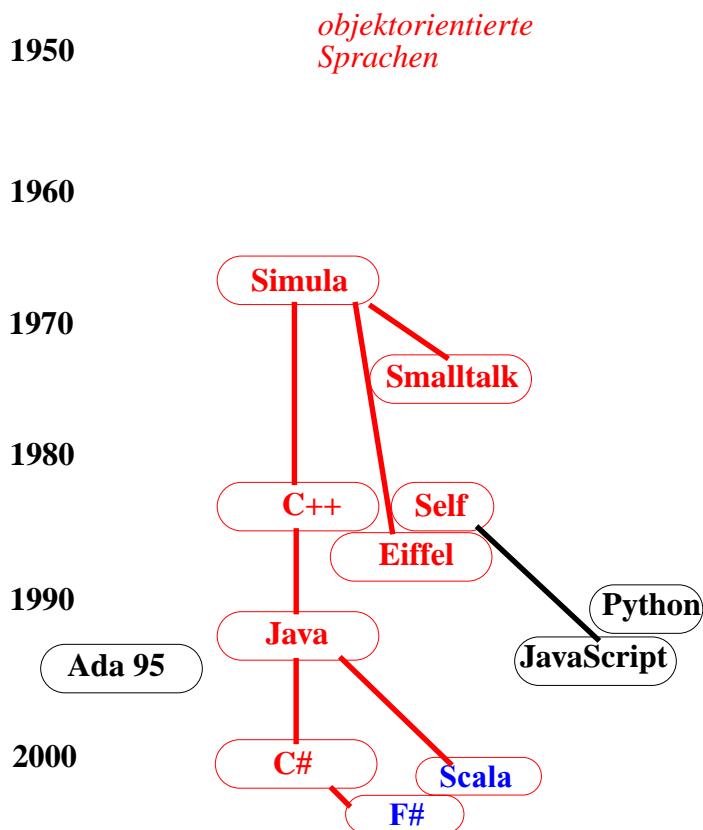 objektorientierte
1950
Sprachen
1960
Simula
1970
Smalltalk
1980
C++
Self
Eiffel
1990
Python
Java
JavaScript
Ada 95
2000
C#
Scala
F#